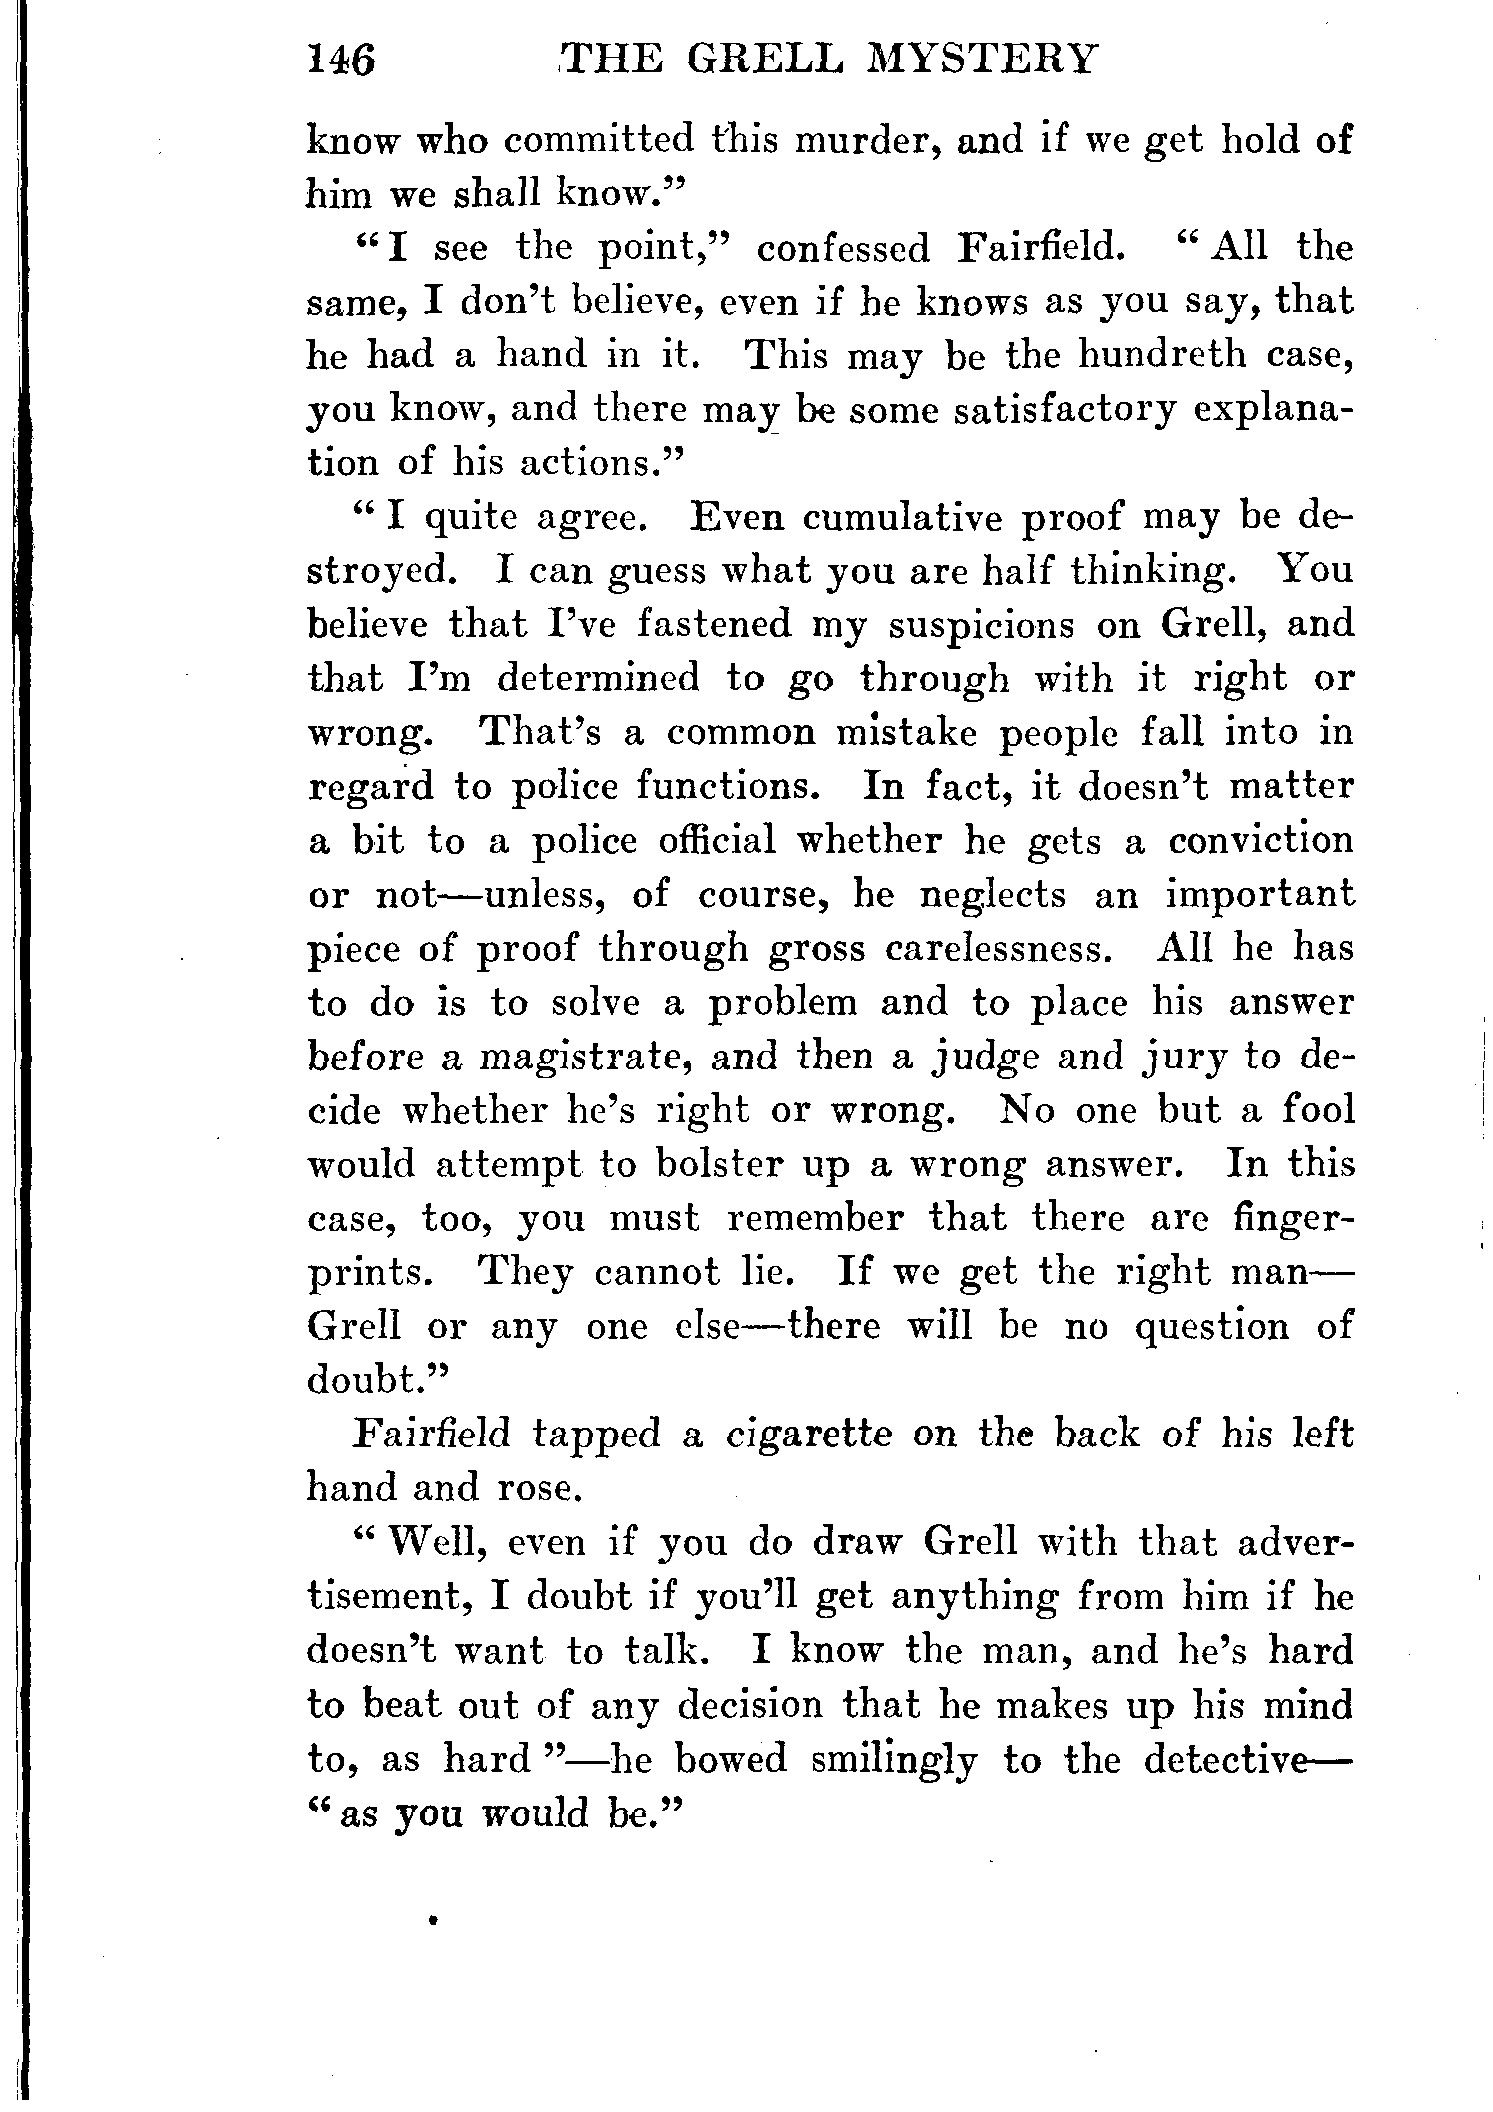 146 THE GRELL MYSTERY
know who committed this murder, and if we get hold of
him we shall know."
"I see the point," confessed Fairfield. "All the
same, I don't believe, even if he knows as you say, that
he had a hand in it. This may be the hundreth case,
you know, and there may be some satisfactory explana-
tion of his actions."
"I quite agree. Even cumulative proof may be de-
stroyed. I can guess what you are half thinking. You
believe that I've fastened my suspicions on Grell, and
that I'm determined to go through with it right or
wrong. That's a common mistake people fall into in
regard to police functions. In fact, it doesn't matter
a bit to a police official whether he gets a conviction
or not—unless, of course, he neglects an important
piece of proof through gross carelessness. All he has
to do is to solve a problem and to place his answer
before a magistrate, and then a judge and jury to de-
cide whether he's right or wrong. No one but a fool
would attempt to bolster up a wrong answer. In this
case, too, you must remember that there are finger-
prints. They cannot lie. If we get the right man—
Grell or any one else—there will be no question of
doubt."
Fairfield tapped a cigarette on the back of his left
hand and rose.
"Well, even if you do draw Grell with that adver-
tisement, I doubt if you'll get anything from him if he
doesn't want to talk. I know the man, and he's hard
to beat out of any decision that he makes up his mind
to, as hard"—he bowed smilingly to the detective—
"as you would be."